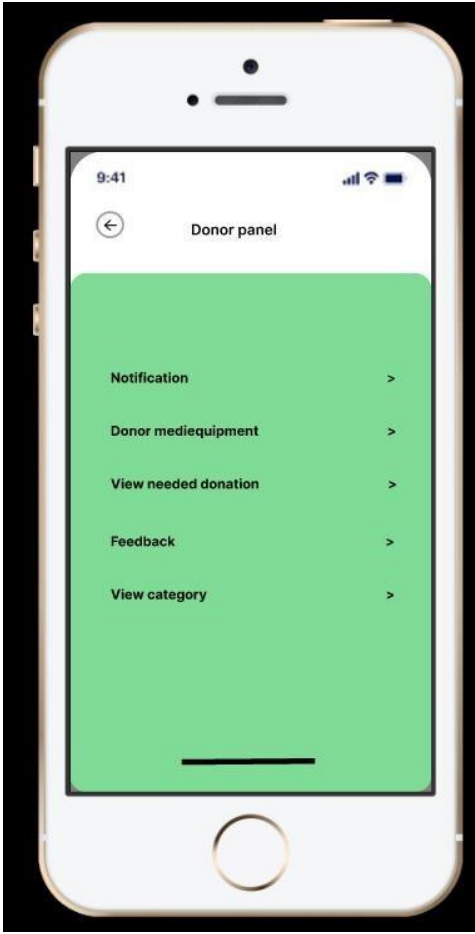 9:41
Donor panel
Notification >
Donor mediequipment >
View needed donation >
Feedback >
View category >